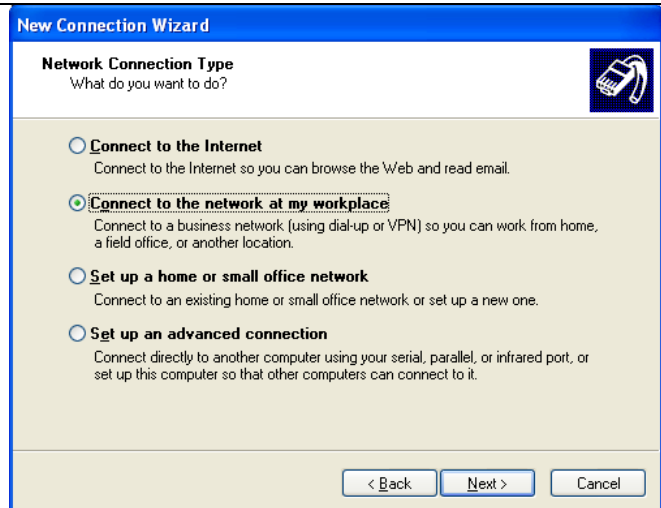 New Connection Wizard
Network Connection Type
What do you want to do?
Connect to the Internet
Connect to the Internet so you can browse the Web and read email.
Connect to the network at my workplace
Connect to a business network (using dial-up or VPN) so you can work from home,
a field office, or another location.
Set up a home or small office network
Connect to an existing home or small office network or set up a new one.
Set up an advanced connection
Connect directly to another computer using your serial, parallel, or infrared port, or
set up this computer so that other computers can connect to it.
< Back Next > Cancel